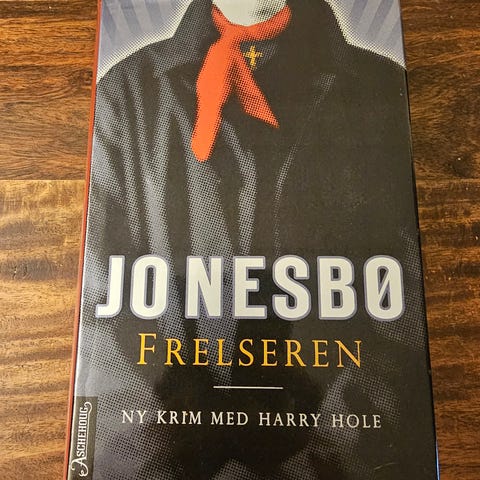 JO NESBØ
FRELSEREN
NY KRIM MED HARRY HOLE
ASCHEHOUG